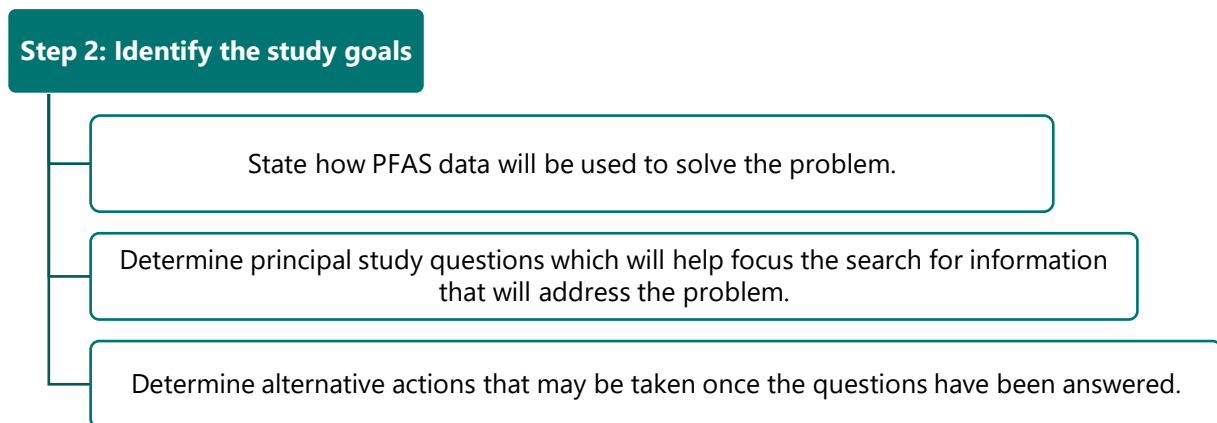 Step 2: Identify the study goals
State how PFAS data will be used to solve the problem.
Determine principal study questions which will help focus the search for information
that will address the problem.
Determine alternative actions that may be taken once the questions have been answered.